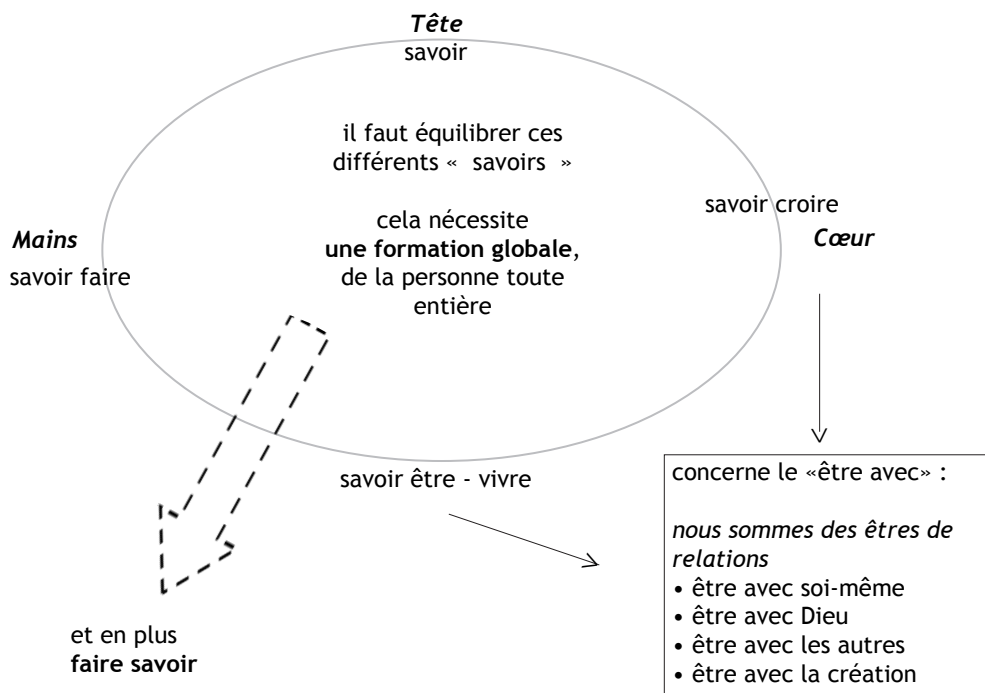 Tête
savoir
il faut équilibrer ces
différents « savoirs »
cela nécessite
une formation globale,
de la personne toute
entière
savoir croire
Cœur
Mains
savoir faire
savoir être - vivre
concerne le «être avec» :
nous sommes des êtres de
relations
• être avec soi-même
• être avec Dieu
• être avec les autres
• être avec la création
et en plus
faire savoir